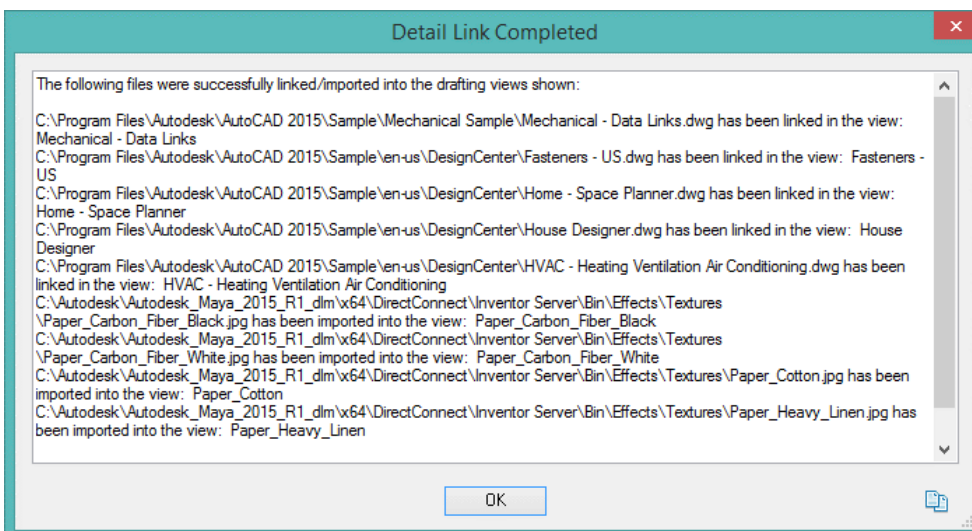 Detail Link Completed
The following files were successfully linked/imported into the drafting views shown:
C:\Program Files\Autodesk\AutoCAD 2015\Sample\Mechanical Sample\Mechanical - Data Links.dwg has been linked in the view:
Mechanical - Data Links
C:\Program Files\Autodesk\AutoCAD 2015\Sample\en-us\DesignCenter\Fasteners - US.dwg has been linked in the view:  Fasteners -
US
C:\Program Files\Autodesk\AutoCAD 2015\Sample\en-us\DesignCenter\Home - Space Planner.dwg has been linked in the view:
Home - Space Planner
C:\Program Files\Autodesk\AutoCAD 2015\Sample\en-us\DesignCenter\House Designer.dwg has been linked in the view:  House
Designer
C:\Program Files\Autodesk\AutoCAD 2015\Sample\en-us\DesignCenter\HVAC - Heating Ventilation Air Conditioning.dwg has been
linked in the view:  HVAC - Heating Ventilation Air Conditioning
C:\Autodesk\Autodesk_Maya_2015_R1_dlm\x64\DirectConnect\Inventor Server\Bin\Effects\Textures
\Paper_Carbon_Fiber_Black.jpg has been imported into the view:  Paper_Carbon_Fiber_Black
C:\Autodesk\Autodesk_Maya_2015_R1_dlm\x64\DirectConnect\Inventor Server\Bin\Effects\Textures
\Paper_Carbon_Fiber_White.jpg has been imported into the view:  Paper_Carbon_Fiber_White
C:\Autodesk\Autodesk_Maya_2015_R1_dlm\x64\DirectConnect\Inventor Server\Bin\Effects\Textures\Paper_Cotton.jpg has been
imported into the view:  Paper_Cotton
C:\Autodesk\Autodesk_Maya_2015_R1_dlm\x64\DirectConnect\Inventor Server\Bin\Effects\Textures\Paper_Heavy_Linen.jpg has
been imported into the view:  Paper_Heavy_Linen
OK